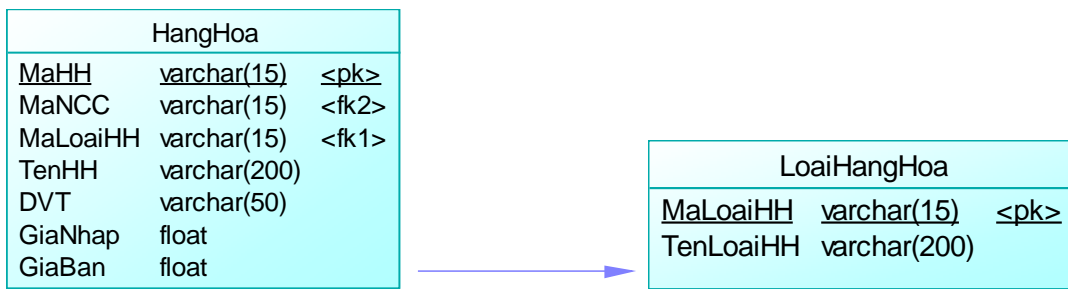 HangHoa
MaHH varchar(15) <pk>
MaNCC varchar(15) <fk2>
MaLoaiHH varchar(15) <fk1>
TenHH varchar(200)
DVT varchar(50)
GiaNhap float
GiaBan float
LoaiHangHoa
MaLoaiHH varchar(15) <pk>
TenLoaiHH varchar(200)